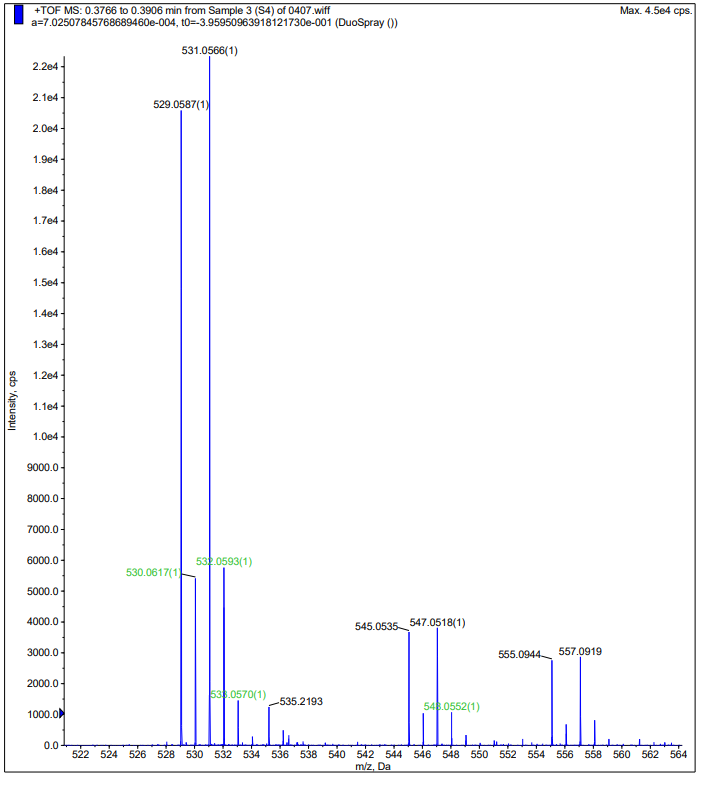 +TOF MS: 0.3766 to 0.3906 min from Sample 3 (S4) of 0407.wiff
Max. 4.5e4 cps.
a=7.02507845768689460e-004, t0=-3.95950963918121730e-001 (DuoSpray ())
531.0566(1)
2.2e4
2.1e4
529.0587(1)
2.0e4
1.9e4
1.8e4
1.7e4
1.6e4
1.5e4
1.4e4
1.3e4
1.2e4
1.1e4
1.0e4
9000.0
8000.0
7000.0
6000.0
532.0593(1)
530.0617(1)
5000.0
4000.0
545.0535
547.0518(1)
3000.0
555.0944
557.0919
2000.0
533.0570(1)
535.2193
548.0552(1)
1000.0
0.0
Intensity, cps
522 524 526 528 530 532 534 536 538 540 542 544 546 548 550 552 554 556 558 560 562 564
m/z, Da